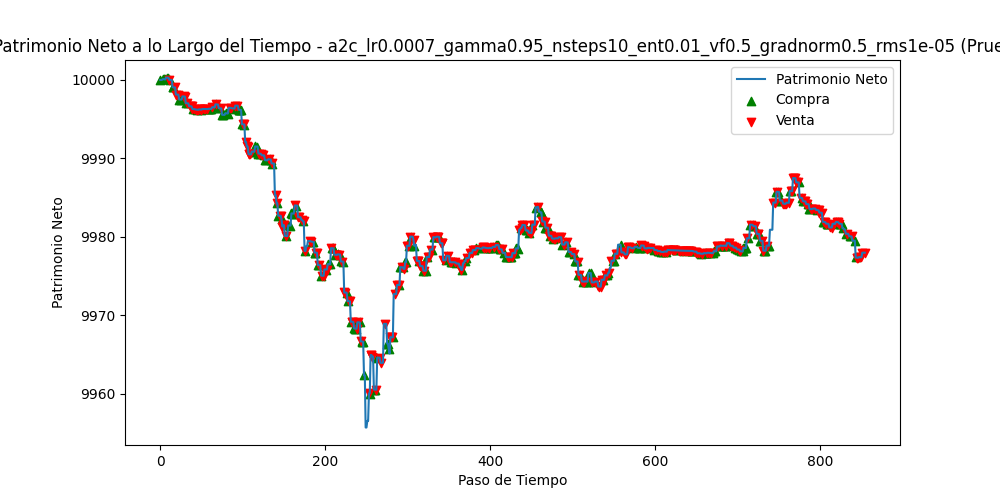 Patrimonio Neto a lo Largo del Tiempo - a2c_lr0.0007_gamma0.95_nsteps10_ent0.01_vf0.5_gradnorm0.5_rms1e-05 (Prue
Patrimonio Neto
Compra
Venta
10000
9990
9980
9970
9960
Patrimonio Neto
0
200
400
600
800
Paso de Tiempo